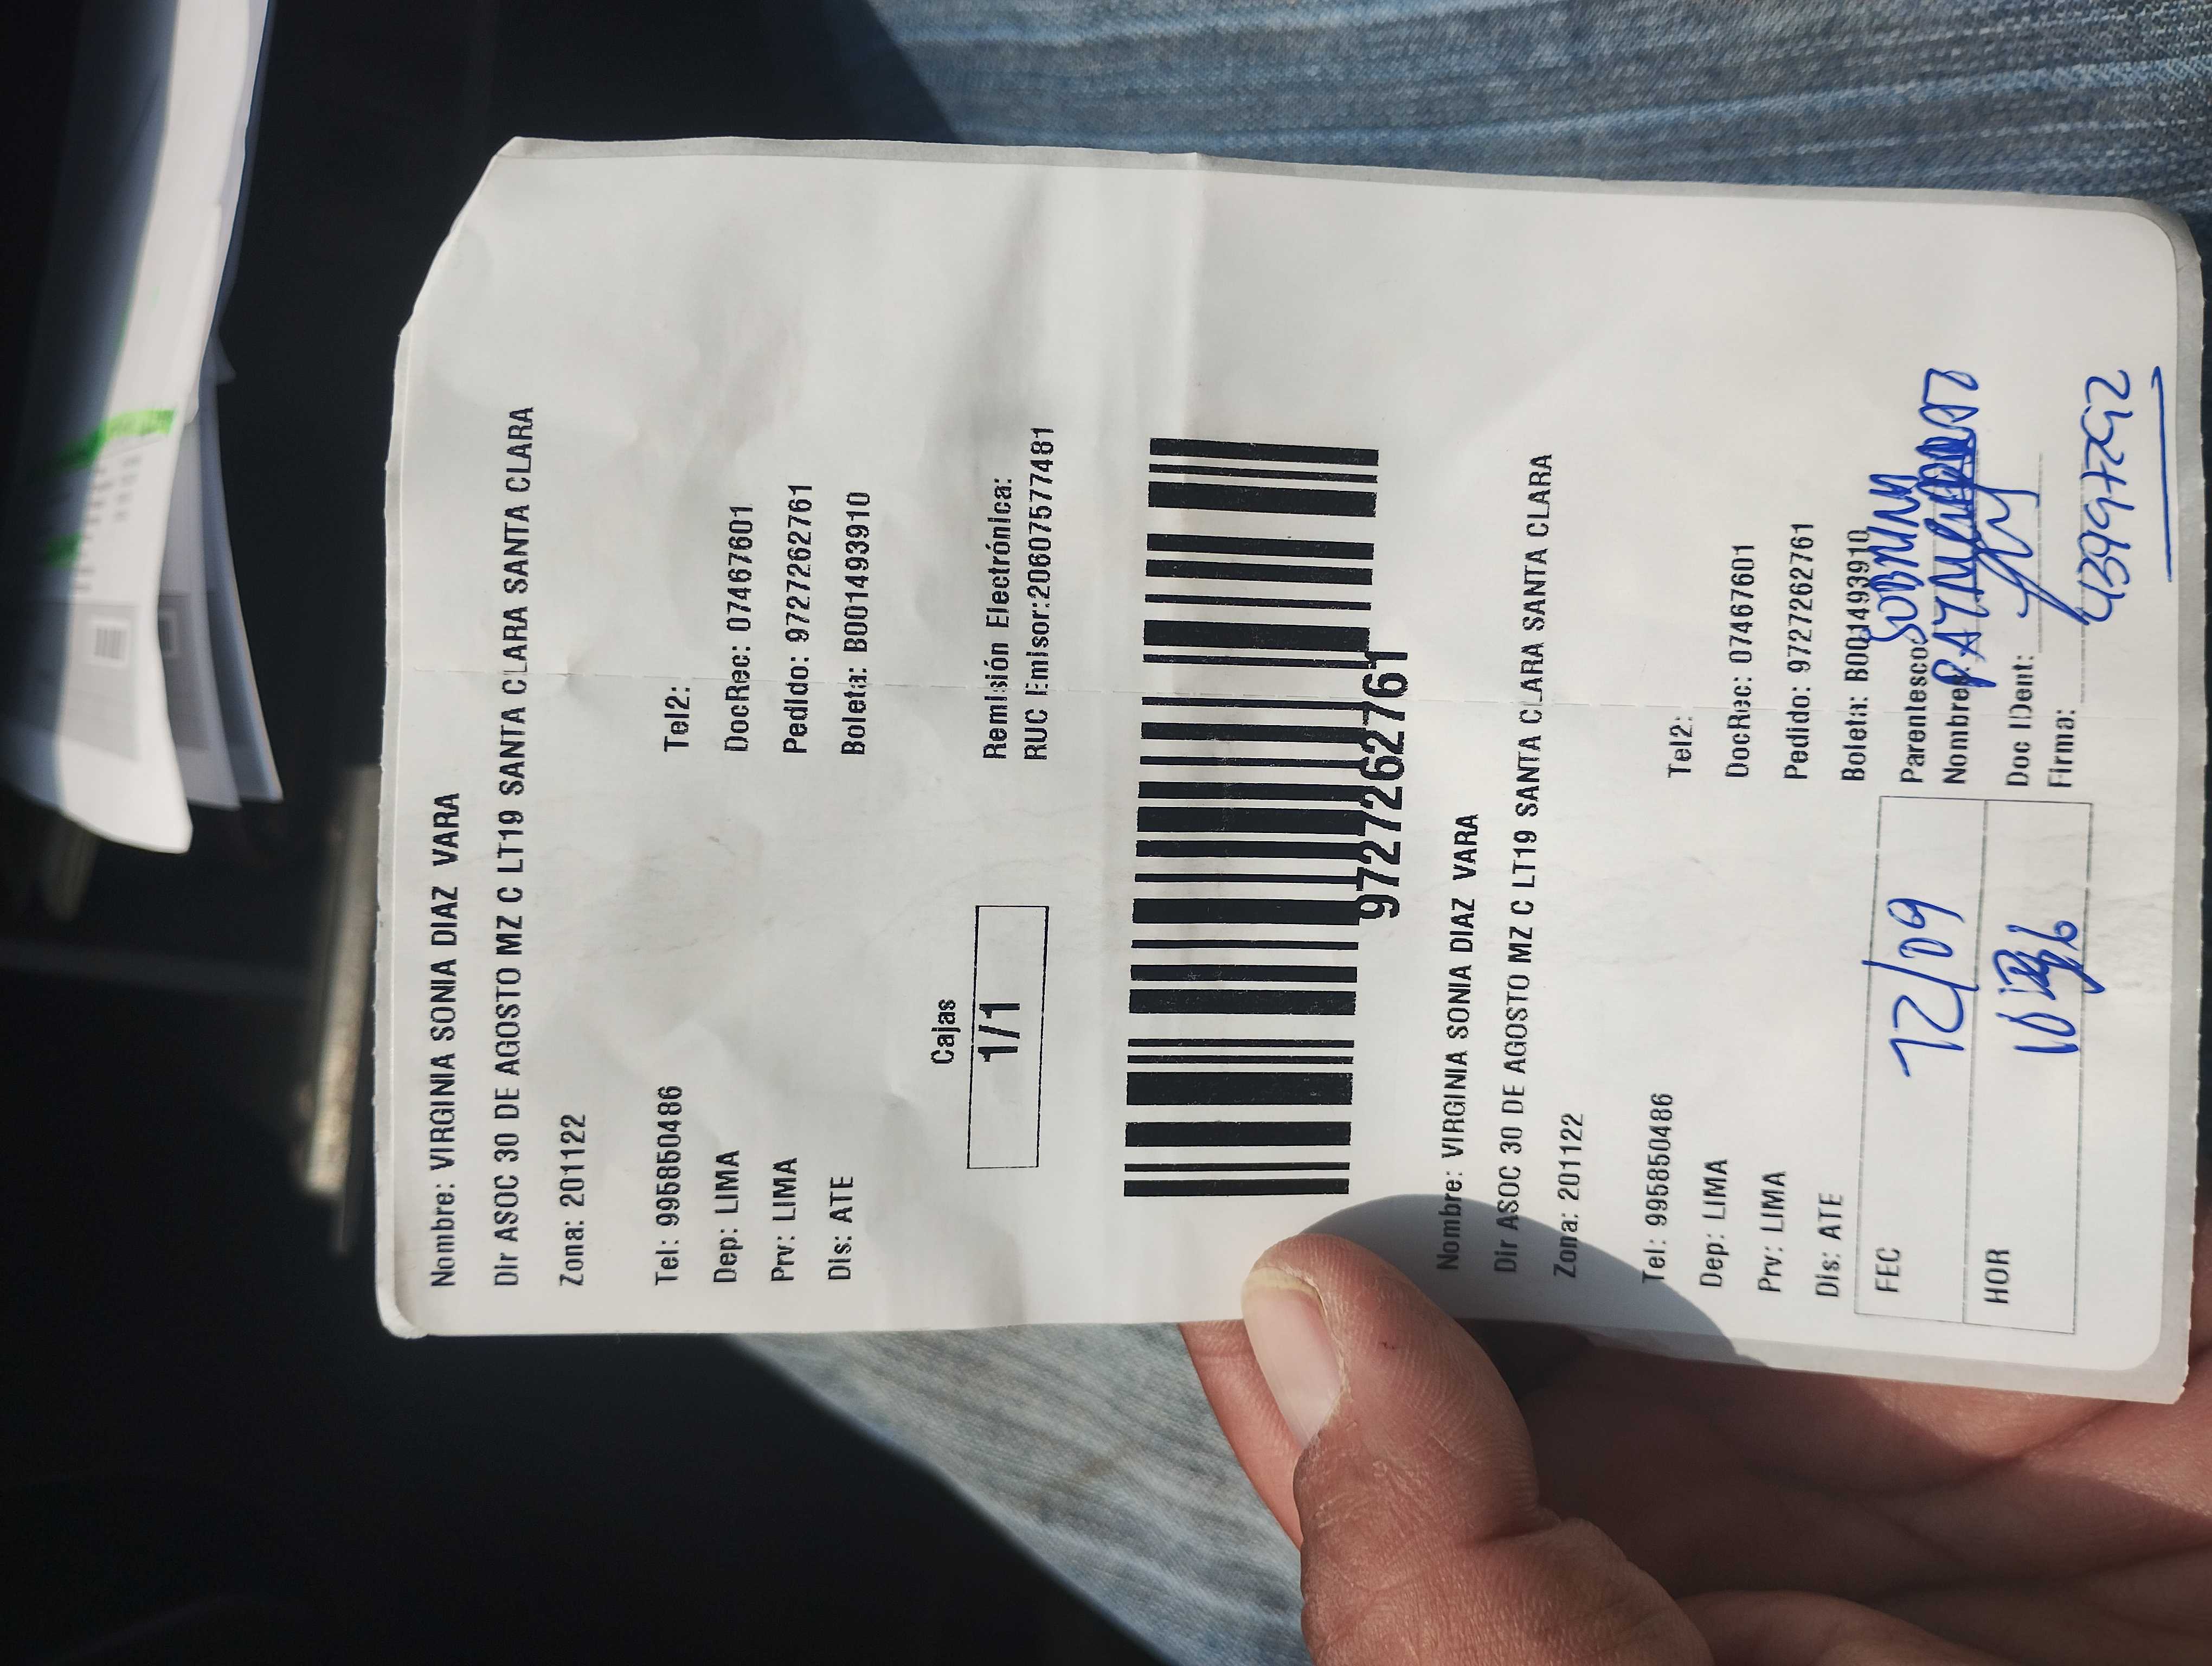 Nombre: VIRGINIA SONIA DIAZ VARA
Dir ASOC 30 DE AGOSTO MZ C LT19 SANTA CLARA SANTA CLARA
Zona: 201122
Tel: 995850486 Tel2:
Dep: LIMA DocRec: 07467601
Prv: LIMA Pedido: 9727262761
Dis: ATE Boleta: B001493910
Cajas
1/1
Remisión Electrónica:
RUC Emisor:20607577481
9727262761
Nombre: VIRGINIA SONIA DIAZ VARA
Dir ASOC 30 DE AGOSTO MZ C LT19 SANTA CLARA SANTA CLARA
Zona: 201122
Tel: 995850486 Tel2:
Dep: LIMA DocRec: 07467601
Prv: LIMA Pedido: 9727262761
Dis: ATE Boleta: B001493910
FEC 12/09
Parentesco: SOBRINA
Nombre:
HOR
Doc IDent:
Firma: 43997292